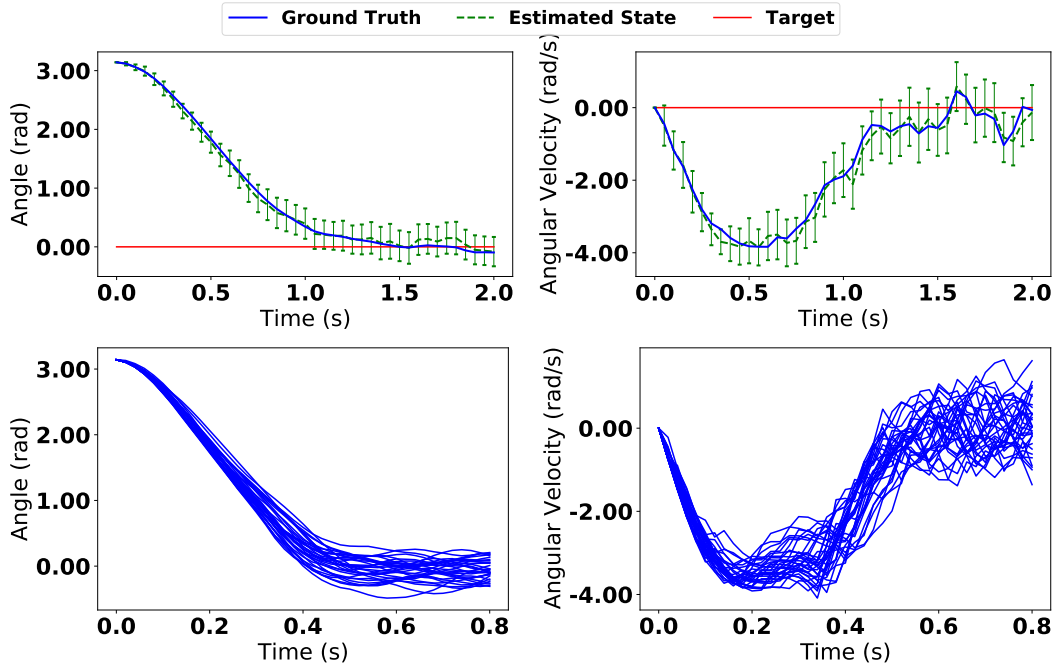 Ground Truth Estimated State Target
3.00
2.00
1.00
0.00
Angle (rad)
0.0 0.5 1.0 1.5 2.0
Time (s)
0.00
-2.00
-4.00
Angular Velocity (rad/s)
0.0 0.5 1.0 1.5 2.0
Time (s)
3.00
2.00
1.00
0.00
Angle (rad)
0.0 0.2 0.4 0.6 0.8
Time (s)
0.00
-2.00
-4.00
Angular Velocity (rad/s)
0.0 0.2 0.4 0.6 0.8
Time (s)